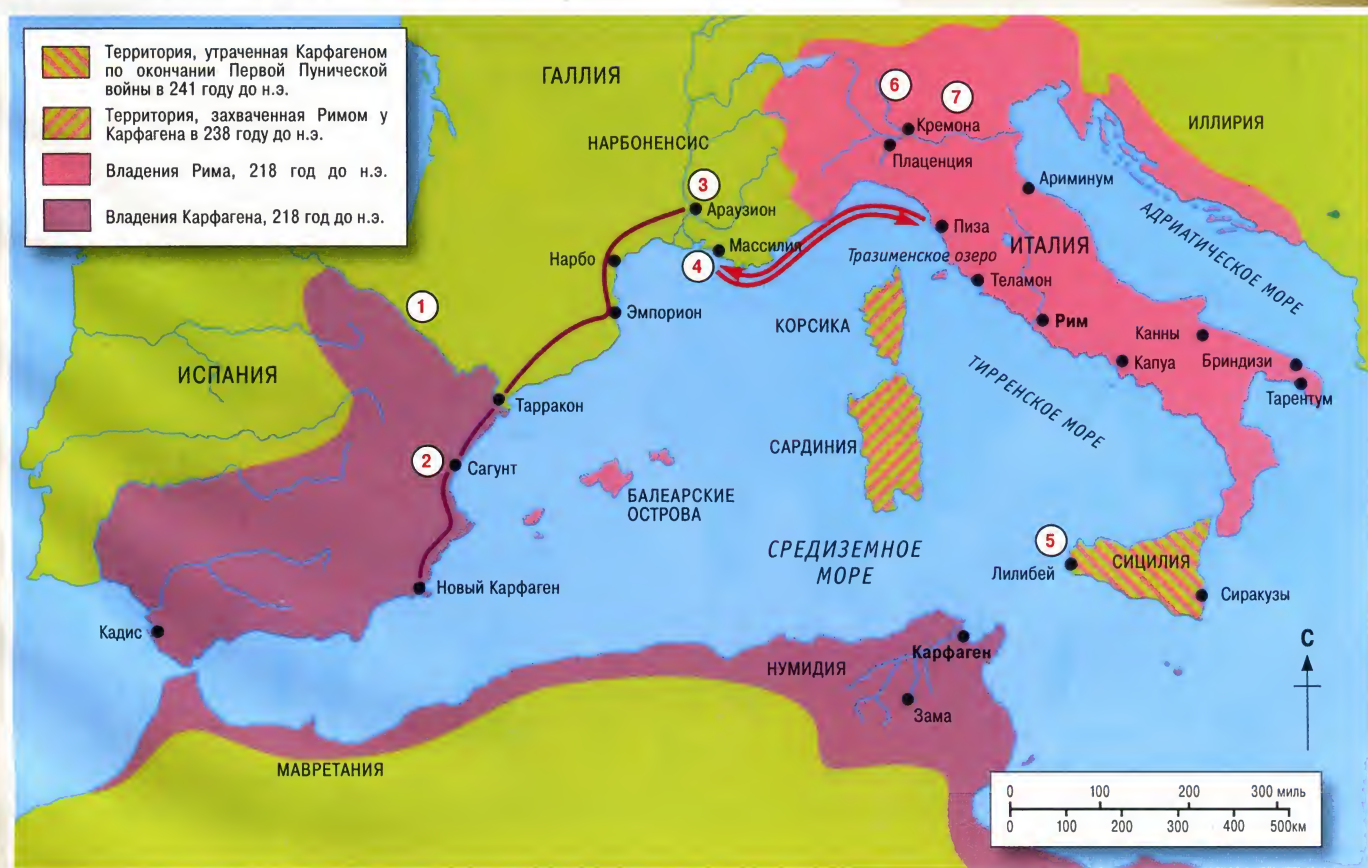 Территория, утраченная Карфагеном
по окончании Первой Пунической
войны в 241 году до н.э.
Территория, захваченная Римом у
Карфагена в 238 году до н.э.
Владения Рима, 218 год до н.э.
Владения Карфагена, 218 год до н.э.
ГАЛЛИЯ
НАРБОНЕНСИС
ИЛЛИРИЯ
6
7
Кремона
Плаценция
3
Араузион
Ариминум
АДРИАТИЧЕСКОЕ МОРЕ
Пиза
ИТАЛИЯ
Массилия
Тразименское озеро
4
Нарбо
Теламон
1
Эмпорион
КОРСИКА
Рим
Канны
Бриндизи
Капуа
Тарентум
ИСПАНИЯ
Тарракон
ТИРРЕНСКОЕ МОРЕ
САРДИНИЯ
2
Сагунт
БАЛЕАРСКИЕ
ОСТРОВА
СРЕДИЗЕМНОЕ
МОРЕ
5
Лилибей
СИЦИЛИЯ
Сиракузы
Новый Карфаген
Кадис
Карфаген
НУМИДИЯ
Зама
С
МАВРЕТАНИЯ
0 100 200 300 миль
0 100 200 300 400 500км